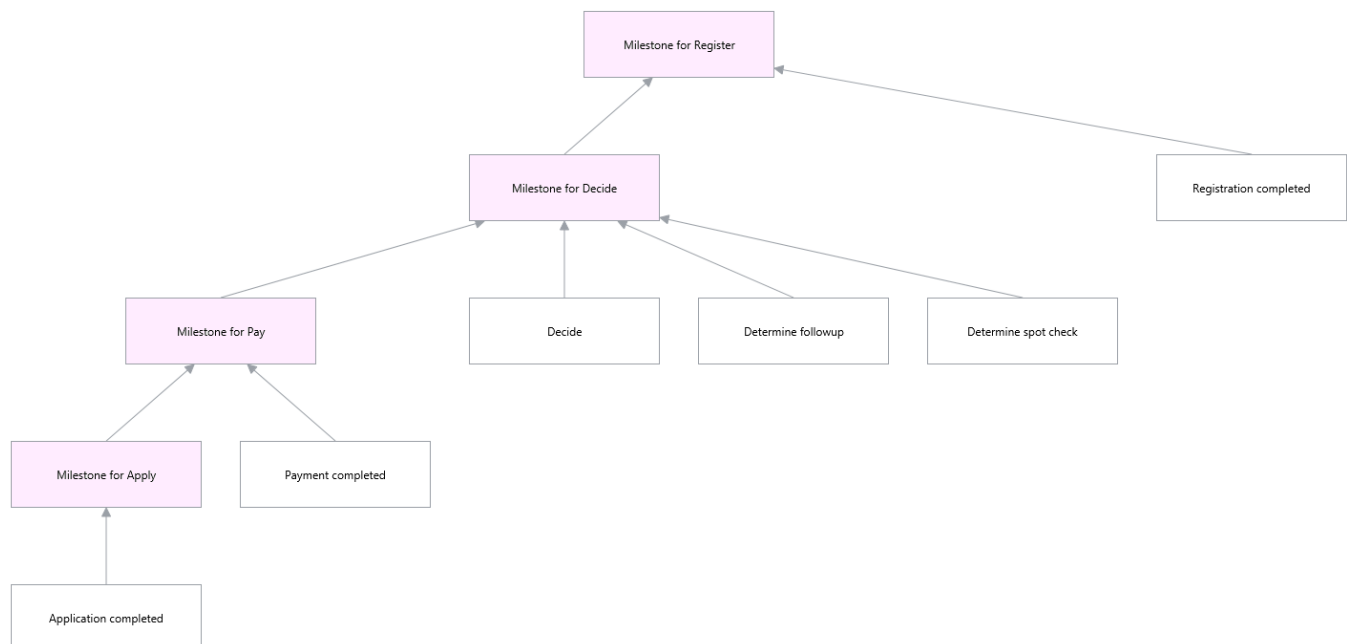 Milestone for Register
Milestone for Decide
Registration completed
Milestone for Pay
Decide
Determine followup
Determine spot check
Milestone for Apply
Payment completed
Application completed